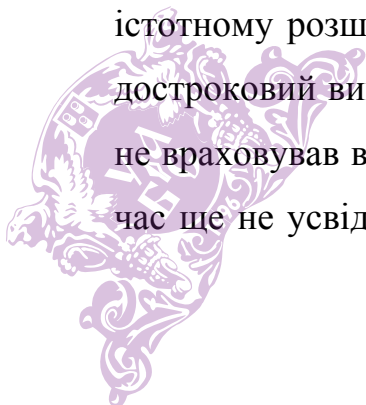 істотному розш
достроковий ви
не враховував в
час ще не усвід